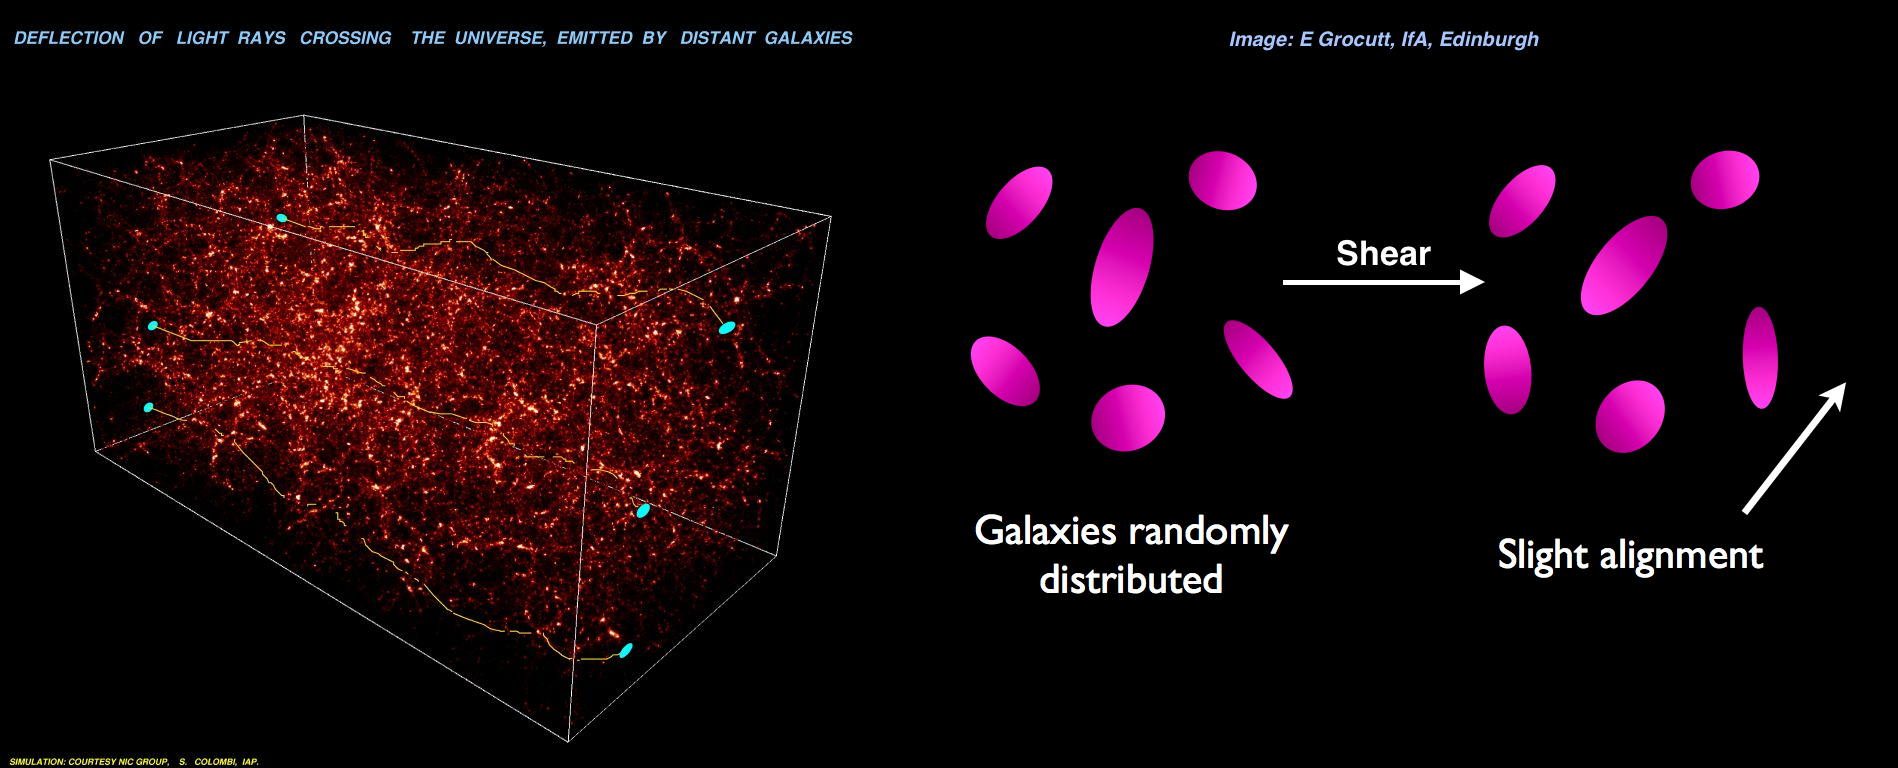 DEFLECTION OF LIGHT RAYS CROSSING THE UNIVERSE, EMITTED BY DISTANT GALAXIES
Image: E Grocutt, IfA, Edinburgh
Shear
Galaxies randomly
distributed
Slight alignment
SIMULATION: COURTESY NIC GROUP, S. COLOMBI, IAP.